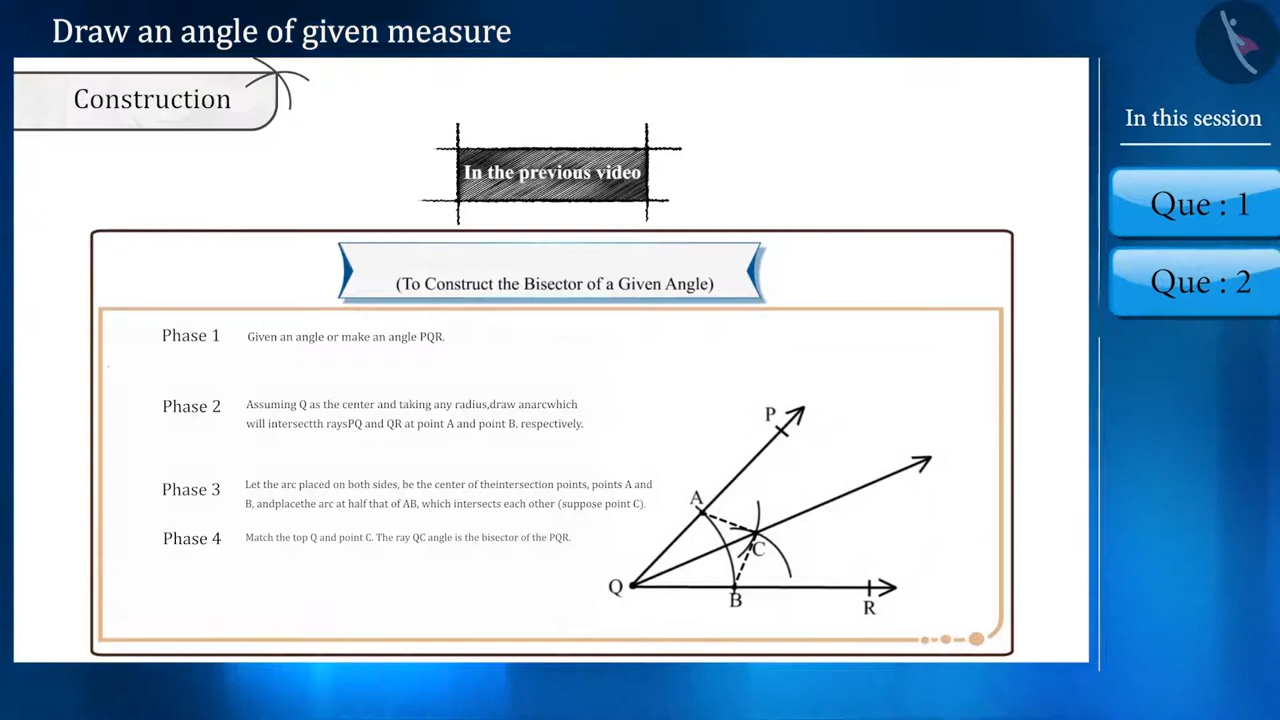 Draw an angle of given measure
Construction
In this session
In the previous video
Que : 1
Que : 2
(To Construct the Bisector of a Given Angle)
Phase 1 Given an angle or make an angle PQR.
Phase 2 Assuming Q as the center and taking any radius,draw anarcwhich
will intersectth raysPQ and QR at point A and point B. respectively.
Phase 3 Let the arc placed on both sides, be the center of theintersection points, points A and
B, andplacethe arc at half that of AB, which intersects each other (suppose point C).
Phase 4 Match the top Q and point C. The ray QC angle is the bisector of the PQR.
P
A
C
Q
B
R